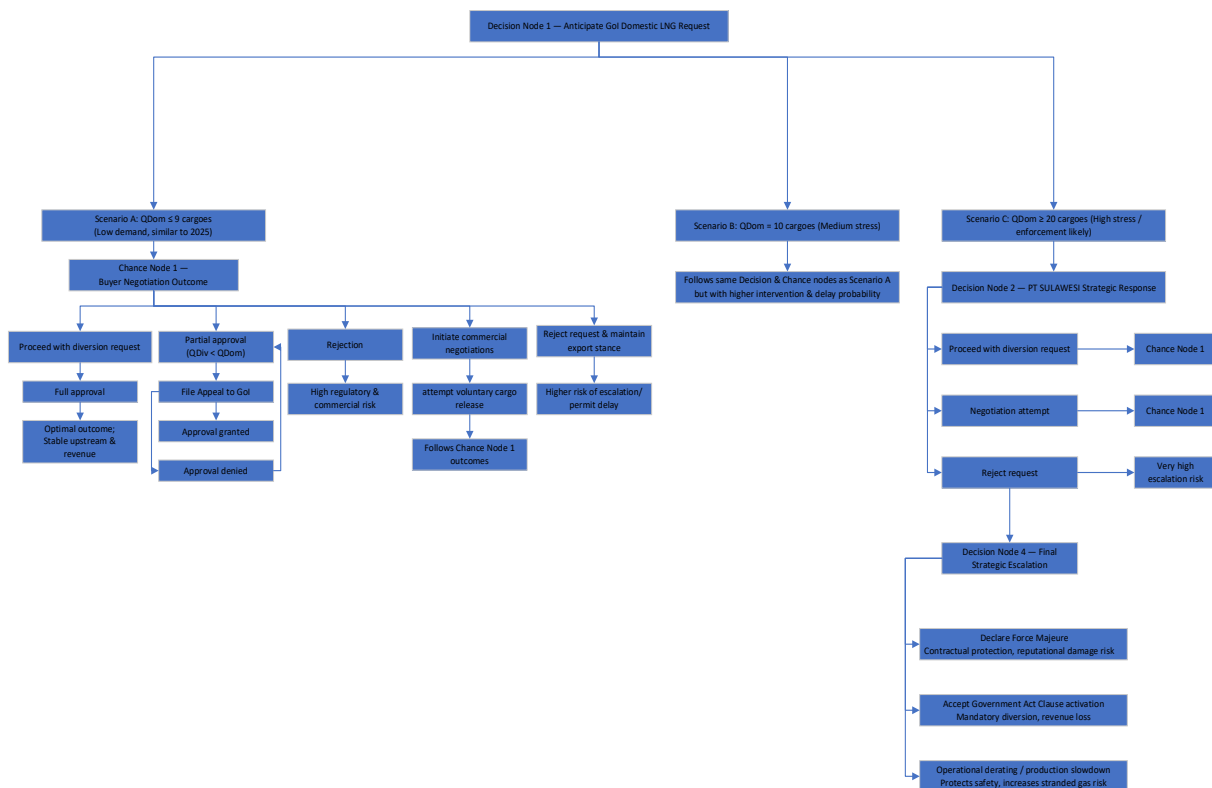 Decision Node 1 — Anticipate GoI Domestic LNG Request
Scenario A: QDom ≤ 9 cargoes
(Low demand, similar to 2025)
Scenario B: QDom = 10 cargoes (Medium stress)
Scenario C: QDom ≥ 20 cargoes (High stress /
enforcement likely)
Chance Node 1 —
Buyer Negotiation Outcome
Follows same Decision & Chance nodes as Scenario A
but with higher intervention & delay probability
Decision Node 2 — PT SULAWESI Strategic Response
Proceed with diversion request
Partial approval
(QDiv < QDom)
Rejection
Initiate commercial
negotiations
Reject request & maintain
export stance
Proceed with diversion request
Chance Node 1
Full approval
File Appeal to GoI
High regulatory &
commercial risk
attempt voluntary cargo
release
Higher risk of escalation/
permit delay
Negotiation attempt
Chance Node 1
Optimal outcome;
Stable upstream &
revenue
Approval granted
Follows Chance Node 1
outcomes
Approval denied
Reject request
Very high
escalation risk
Decision Node 4 — Final
Strategic Escalation
Declare Force Majeure
Contractual protection, reputational damage risk
Accept Government Act Clause activation
Mandatory diversion, revenue loss
Operational derating / production slowdown
Protects safety, increases stranded gas risk